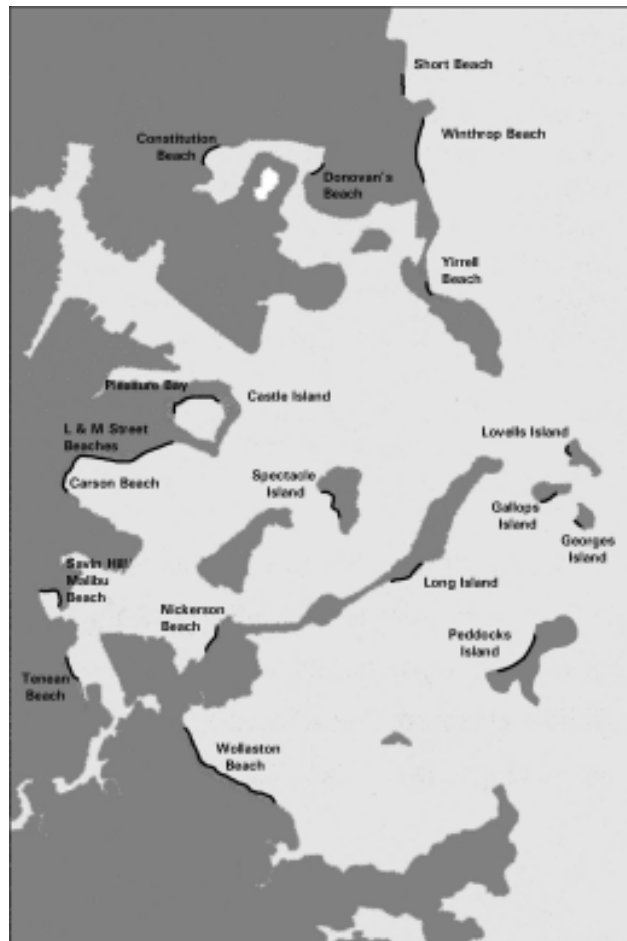 Short Beach
Winthrop Beach
Constitution
Beach
Donovan's
Beach
Yirrell
Beach
Pleasure Bay
Castle Island
L & M Street
Beaches
Lovells Island
Carson Beach
Spectacle
Island
Gallops
Island
Georges
Island
Savin Hill/
Malibu
Beach
Long Island
Nickerson
Beach
Peddocks
Island
Tenean
Beach
Wollaston
Beach